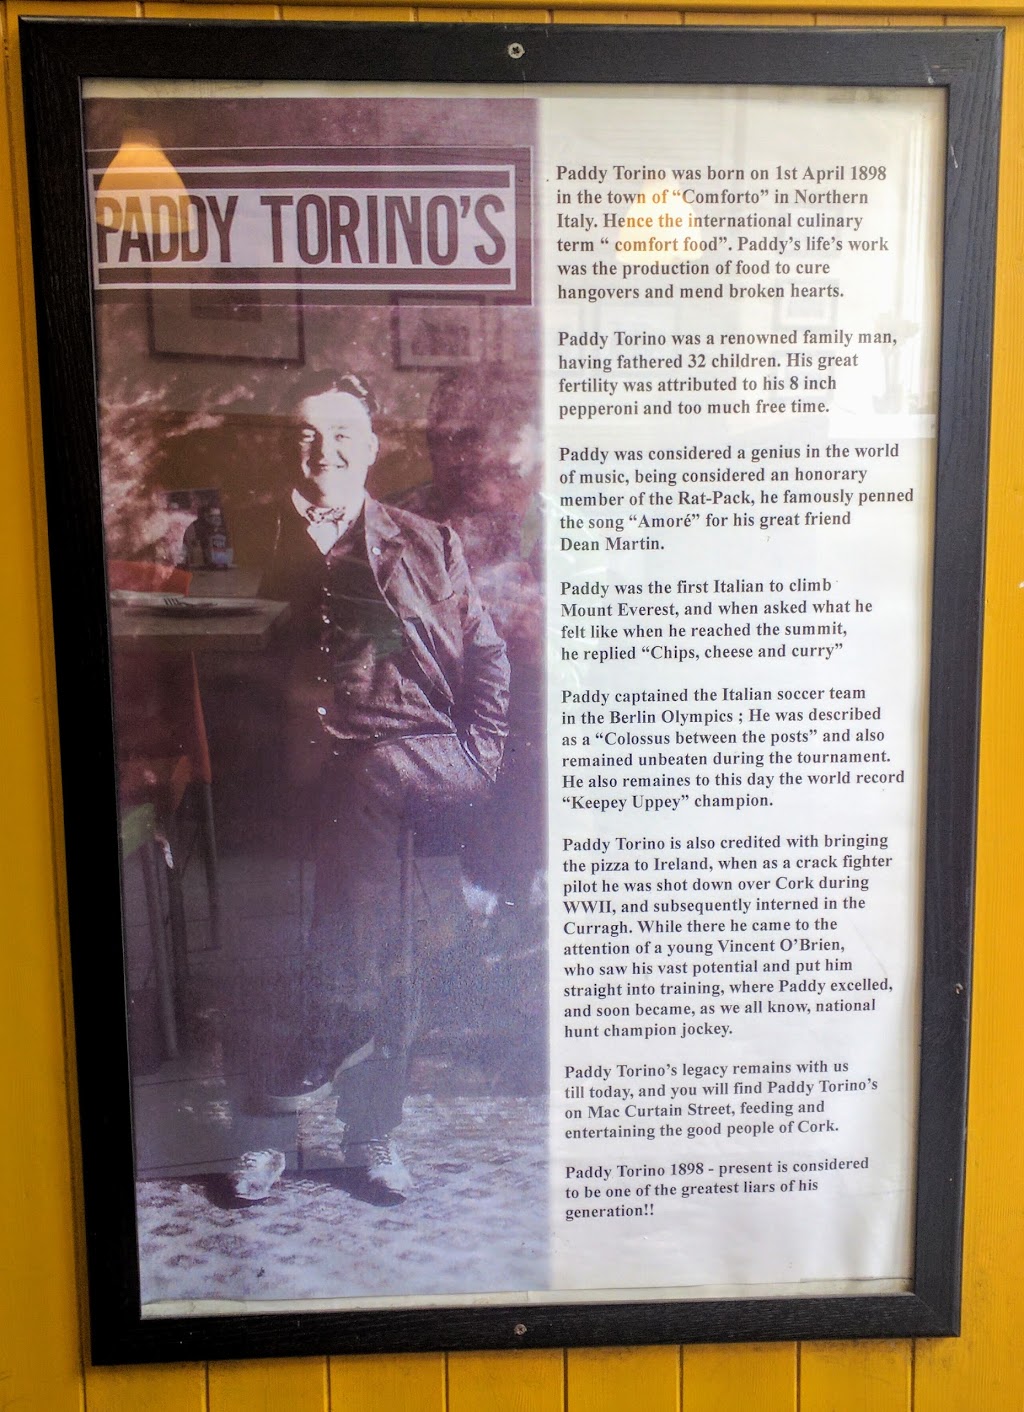 PADDY TORINO'S
Paddy Torino was born on 1st April 1898
in the town of “Comforto” in Northern
Italy. Hence the international culinary
term “ comfort food”. Paddy’s life’s work
was the production of food to cure
hangovers and mend broken hearts.
Paddy Torino was a renowned family man,
having fathered 32 children. His great
fertility was attributed to his 8 inch
pepperoni and too much free time.
Paddy was considered a genius in the world
of music, being considered an honorary
member of the Rat-Pack, he famously penned
the song “Amoré” for his great friend
Dean Martin.
Paddy was the first Italian to climb
Mount Everest, and when asked what he
felt like when he reached the summit,
he replied “Chips, cheese and curry”
Paddy captained the Italian soccer team
in the Berlin Olympics ; He was described
as a “Colossus between the posts” and also
remained unbeaten during the tournament.
He also remaines to this day the world record
“Keepey Uppey” champion.
Paddy Torino is also credited with bringing
the pizza to Ireland, when as a crack fighter
pilot he was shot down over Cork during
WWII, and subsequently interned in the
Curragh. While there he came to the
attention of a young Vincent O’Brien,
who saw his vast potential and put him
straight into training, where Paddy excelled,
and soon became, as we all know, national
hunt champion jockey.
Paddy Torino’s legacy remains with us
till today, and you will find Paddy Torino’s
on Mac Curtain Street, feeding and
entertaining the good people of Cork.
Paddy Torino 1898 - present is considered
to be one of the greatest liars of his
generation!!